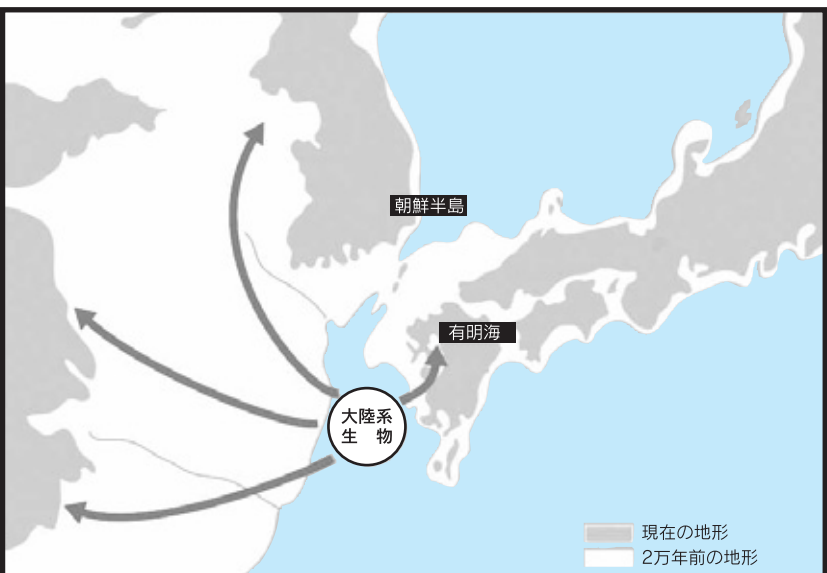 朝鮮半島
有明海
大陸系
生 物
現在の地形
2万年前の地形